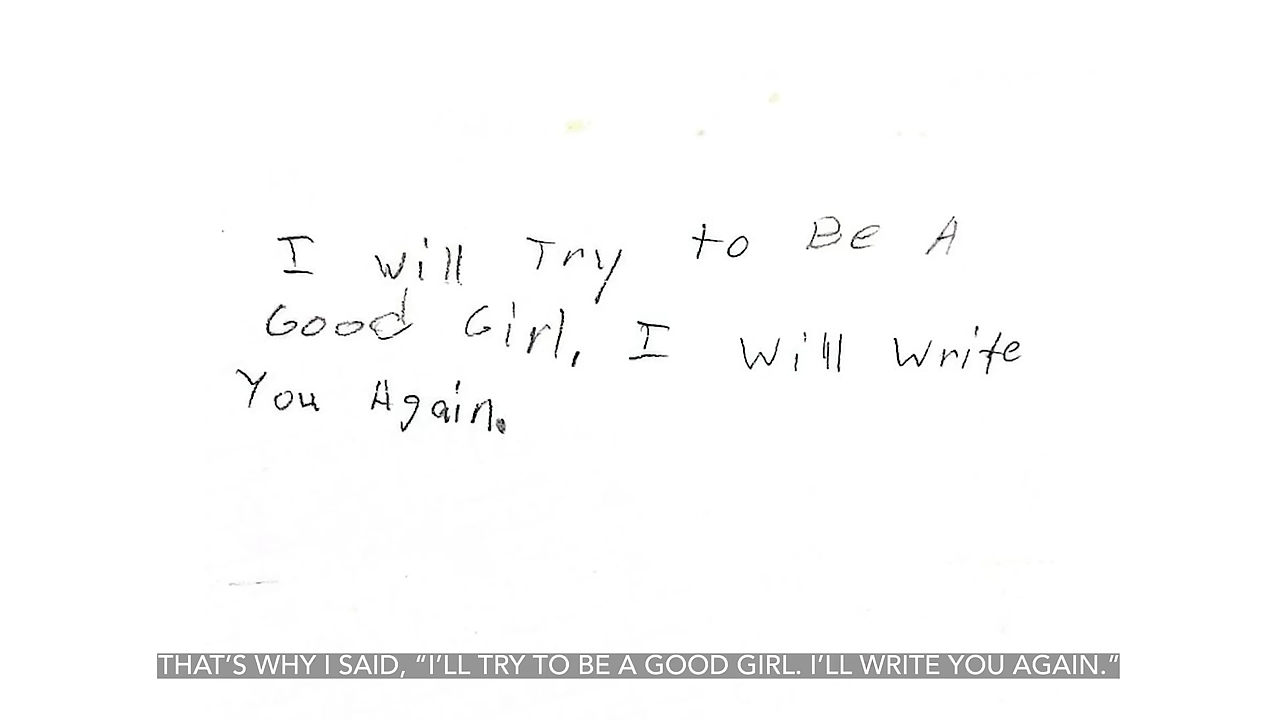 I will Try to Be A
Good Girl, I Will Write
You Again.
THAT'S WHY I SAID, “I'LL TRY TO BE A GOOD GIRL. I'LL WRITE YOU AGAIN.”